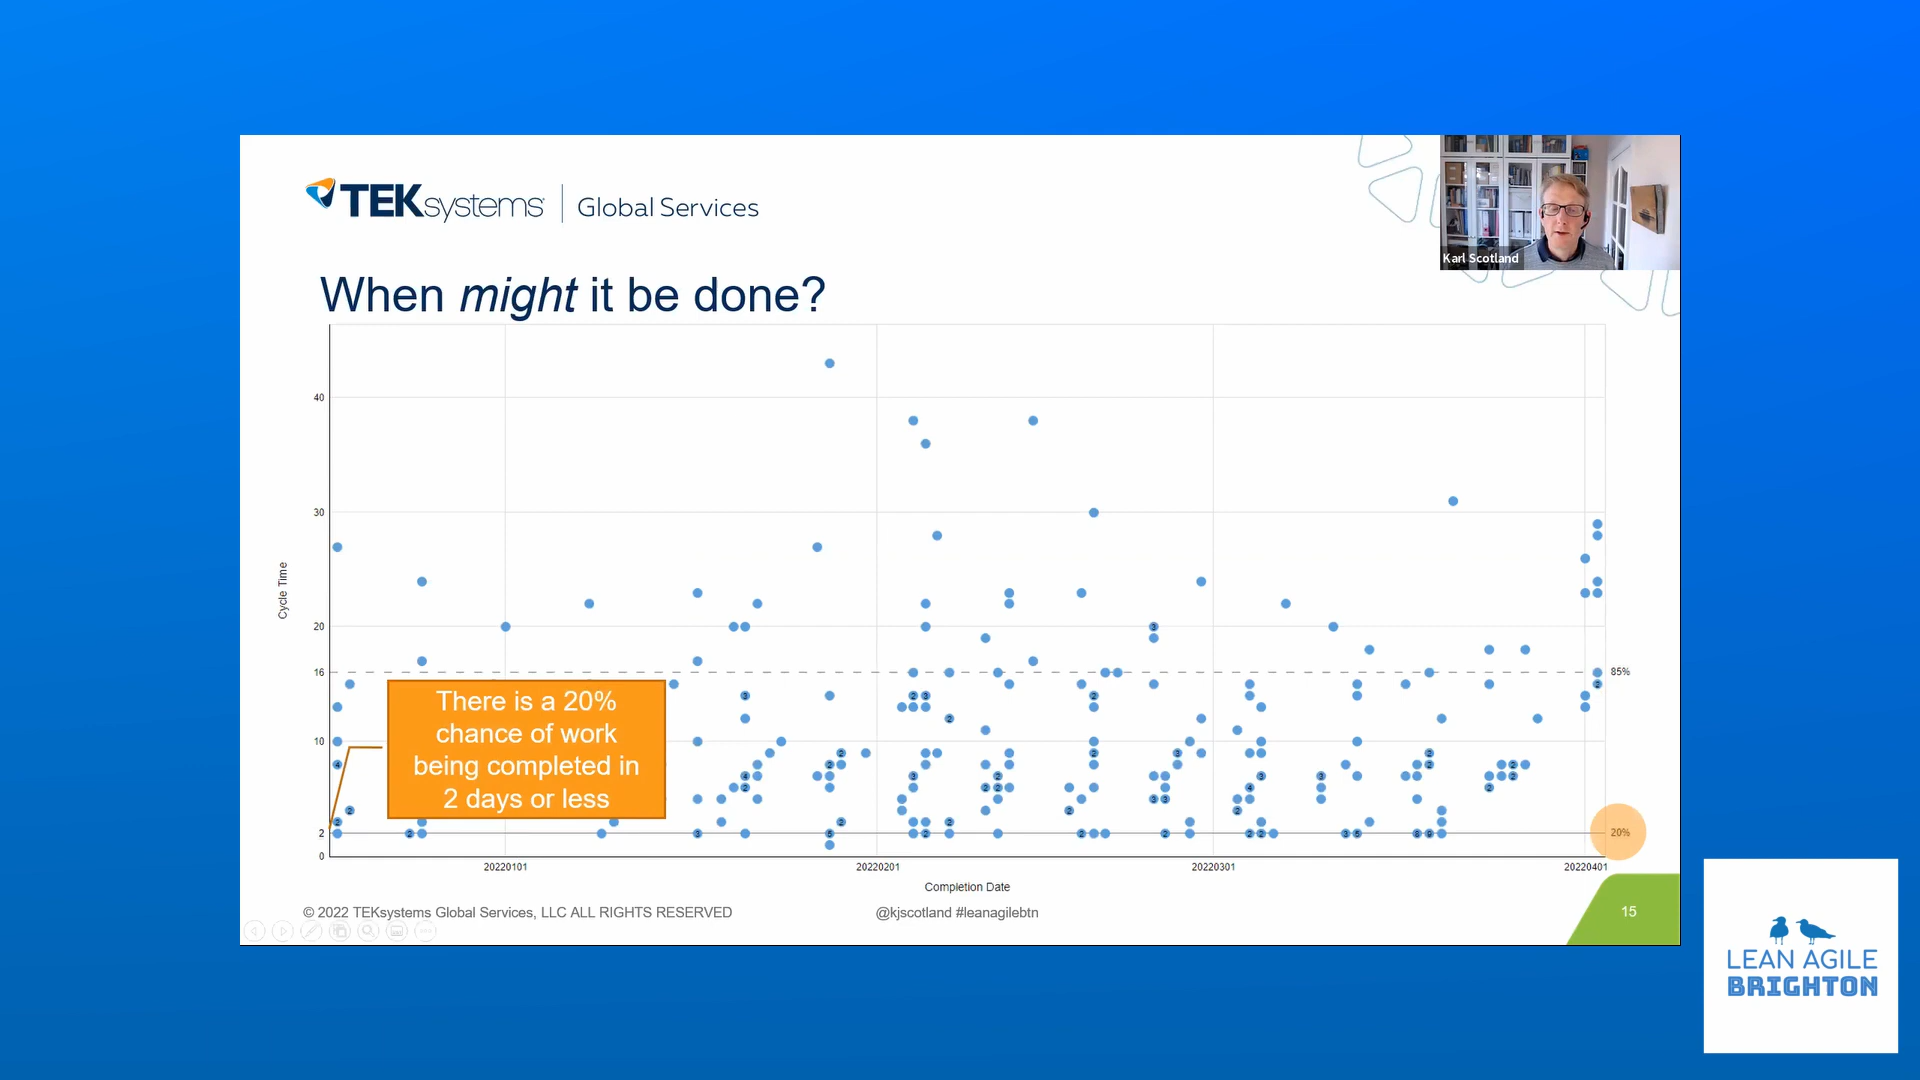 TEKsystems Global Services
Karl Scotland
When might it be done?
40
30
20
16
85%
There is a 20%
chance of work
being completed in
2 days or less
10
2
20%
0
Cycle Time
20220101
20220201
20220301
20220401
Completion Date
© 2022 TEKsystems Global Services, LLC ALL RIGHTS RESERVED
@kjscotland #leanagilebtn
15
LEAN AGILE
BRIGHTON